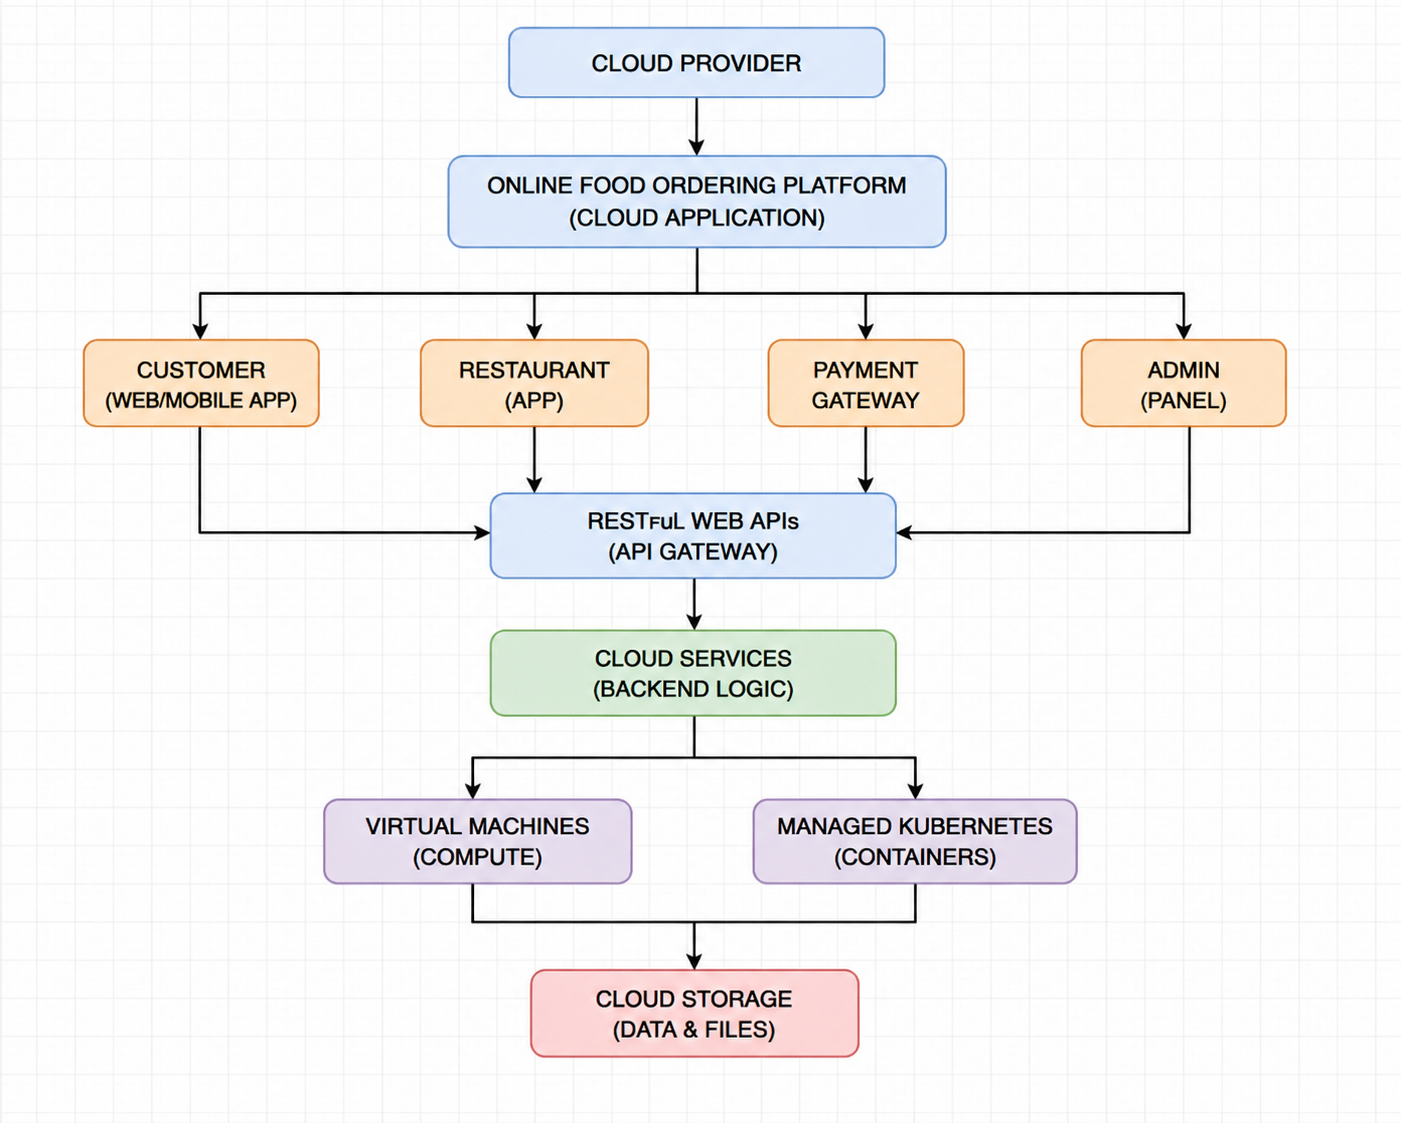 CLOUD PROVIDER
ONLINE FOOD ORDERING PLATFORM
(CLOUD APPLICATION)
CUSTOMER
(WEB/MOBILE APP)
RESTAURANT
(APP)
PAYMENT
GATEWAY
ADMIN
(PANEL)
RESTFuL WEB APIs
(API GATEWAY)
CLOUD SERVICES
(BACKEND LOGIC)
VIRTUAL MACHINES
(COMPUTE)
MANAGED KUBERNETES
(CONTAINERS)
CLOUD STORAGE
(DATA & FILES)